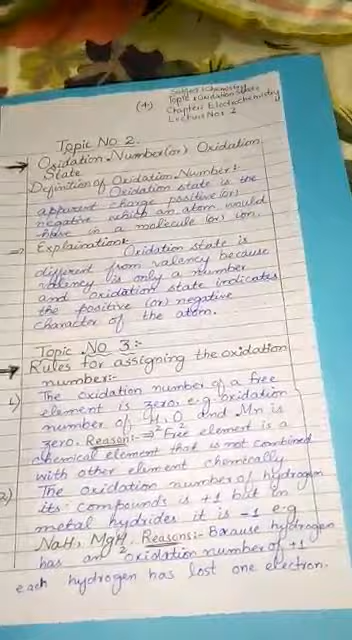 (4)
Subject: Chemistry
Topic: Oxidation State
Chapter: Electrochemistry
Lecture No: 2
Topic No 2.
Oxidation Number (or) Oxidation
State
Definition of Oxidation Number:
Oxidation state is the
apparent charge positive (or)
negative which an atom would
have in a molecule (or) ion.
Explaination:
Oxidation state is
different from valency because
valency is only a number
and oxidation state indicates
the positive (or) negative
character of the atom.
Topic No 3:-
Rules for assigning the oxidation
number:-
1) The oxidation number of a free
element is zero. e.g oxidation
number of H2, O2 and Mn is
zero. Reason:- ⇒ Free element is a
chemical element that is not combined
with other element chemically
2) The oxidation number of hydrogen
its compounds is +1 but in
metal hydrides it is -1 e.g
NaH, MgH2. Reasons:- Because hydrogen
has an oxidation number of +1
each hydrogen has lost one electron.